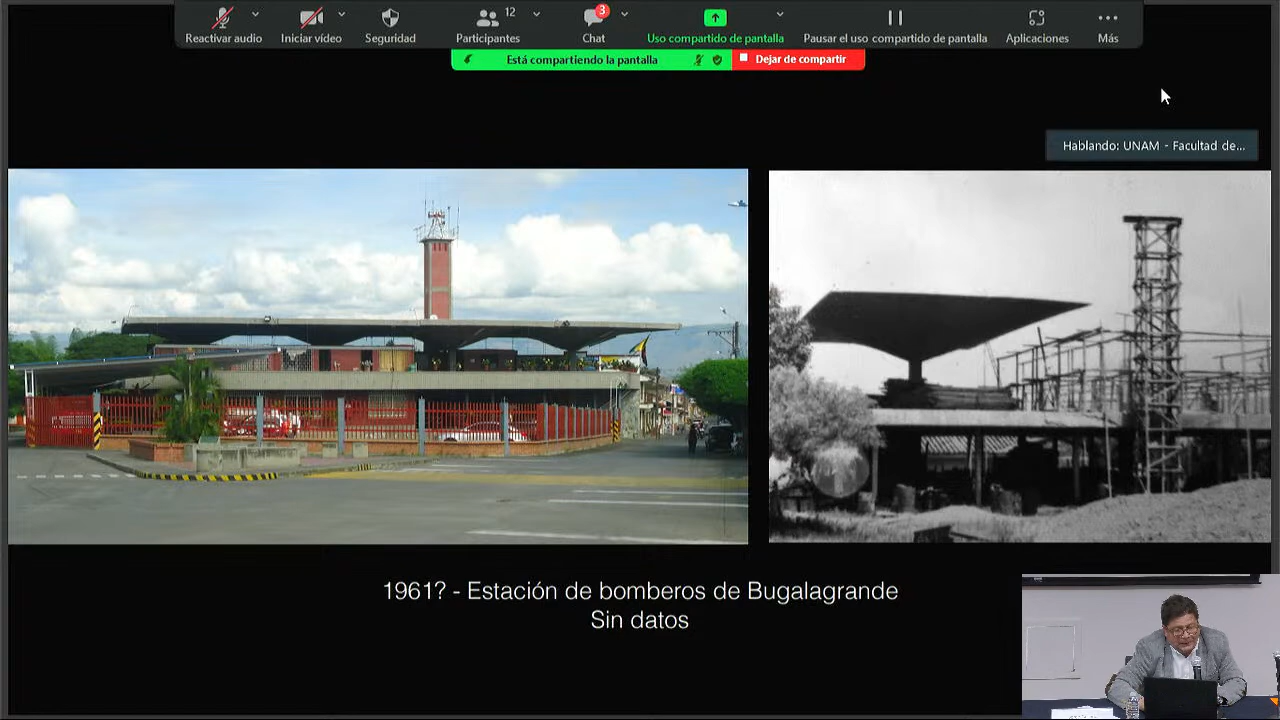 Reactivar audio
Iniciar vídeo
Seguridad
Participantes
12
Chat
3
Uso compartido de pantalla
Pausar el uso compartido de pantalla
Aplicaciones
Más
Está compartiendo la pantalla
Dejar de compartir
Hablando: UNAM - Facultad de...
1961? - Estación de bomberos de Bugalagrande
Sin datos